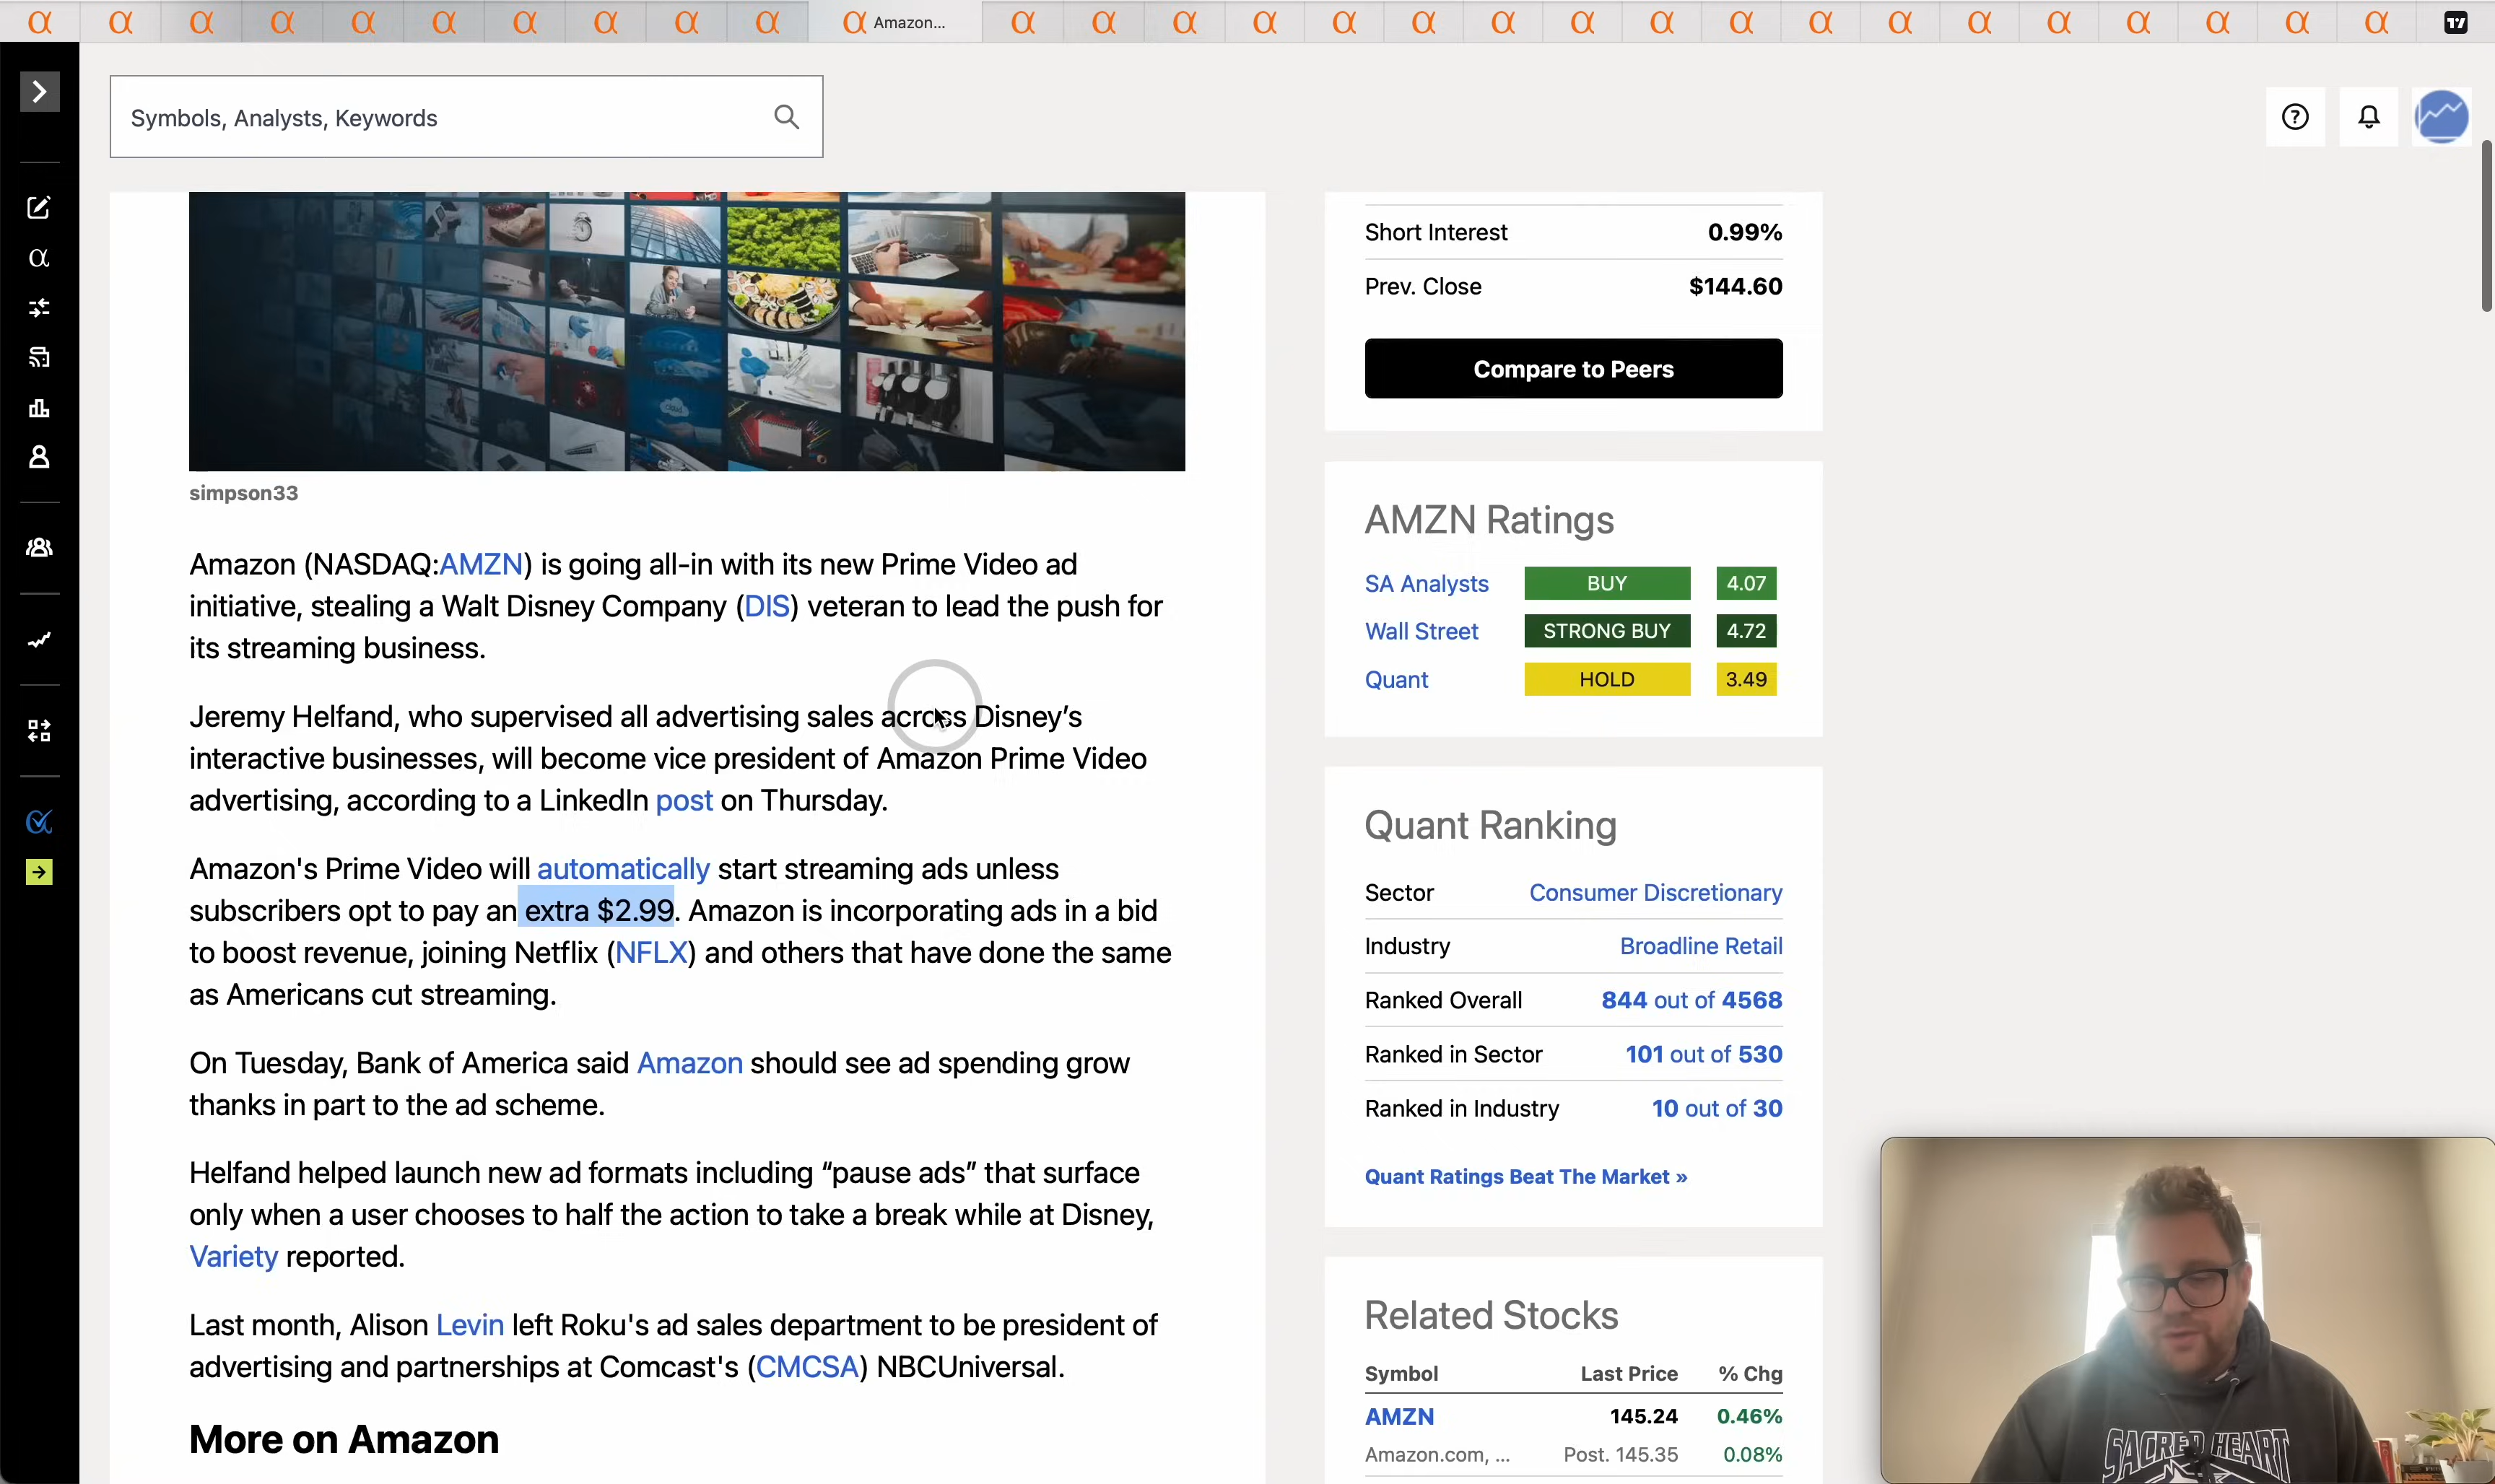 α Amazon...
Symbols, Analysts, Keywords
simpson33
Amazon (NASDAQ:AMZN) is going all-in with its new Prime Video ad
initiative, stealing a Walt Disney Company (DIS) veteran to lead the push for
its streaming business.
Jeremy Helfand, who supervised all advertising sales across Disney’s
interactive businesses, will become vice president of Amazon Prime Video
advertising, according to a LinkedIn post on Thursday.
Amazon's Prime Video will automatically start streaming ads unless
subscribers opt to pay an extra $2.99. Amazon is incorporating ads in a bid
to boost revenue, joining Netflix (NFLX) and others that have done the same
as Americans cut streaming.
On Tuesday, Bank of America said Amazon should see ad spending grow
thanks in part to the ad scheme.
Helfand helped launch new ad formats including “pause ads” that surface
only when a user chooses to half the action to take a break while at Disney,
Variety reported.
Last month, Alison Levin left Roku's ad sales department to be president of
advertising and partnerships at Comcast's (CMCSA) NBCUniversal.
More on Amazon
Short Interest 0.99%
Prev. Close $144.60
Compare to Peers
AMZN Ratings
SA Analysts BUY 4.07
Wall Street STRONG BUY 4.72
Quant HOLD 3.49
Quant Ranking
Sector Consumer Discretionary
Industry Broadline Retail
Ranked Overall 844 out of 4568
Ranked in Sector 101 out of 530
Ranked in Industry 10 out of 30
Quant Ratings Beat The Market »
Related Stocks
Symbol Last Price % Chg
AMZN 145.24 0.46%
Amazon.com, ... Post. 145.35 0.08%
SACRED HEART